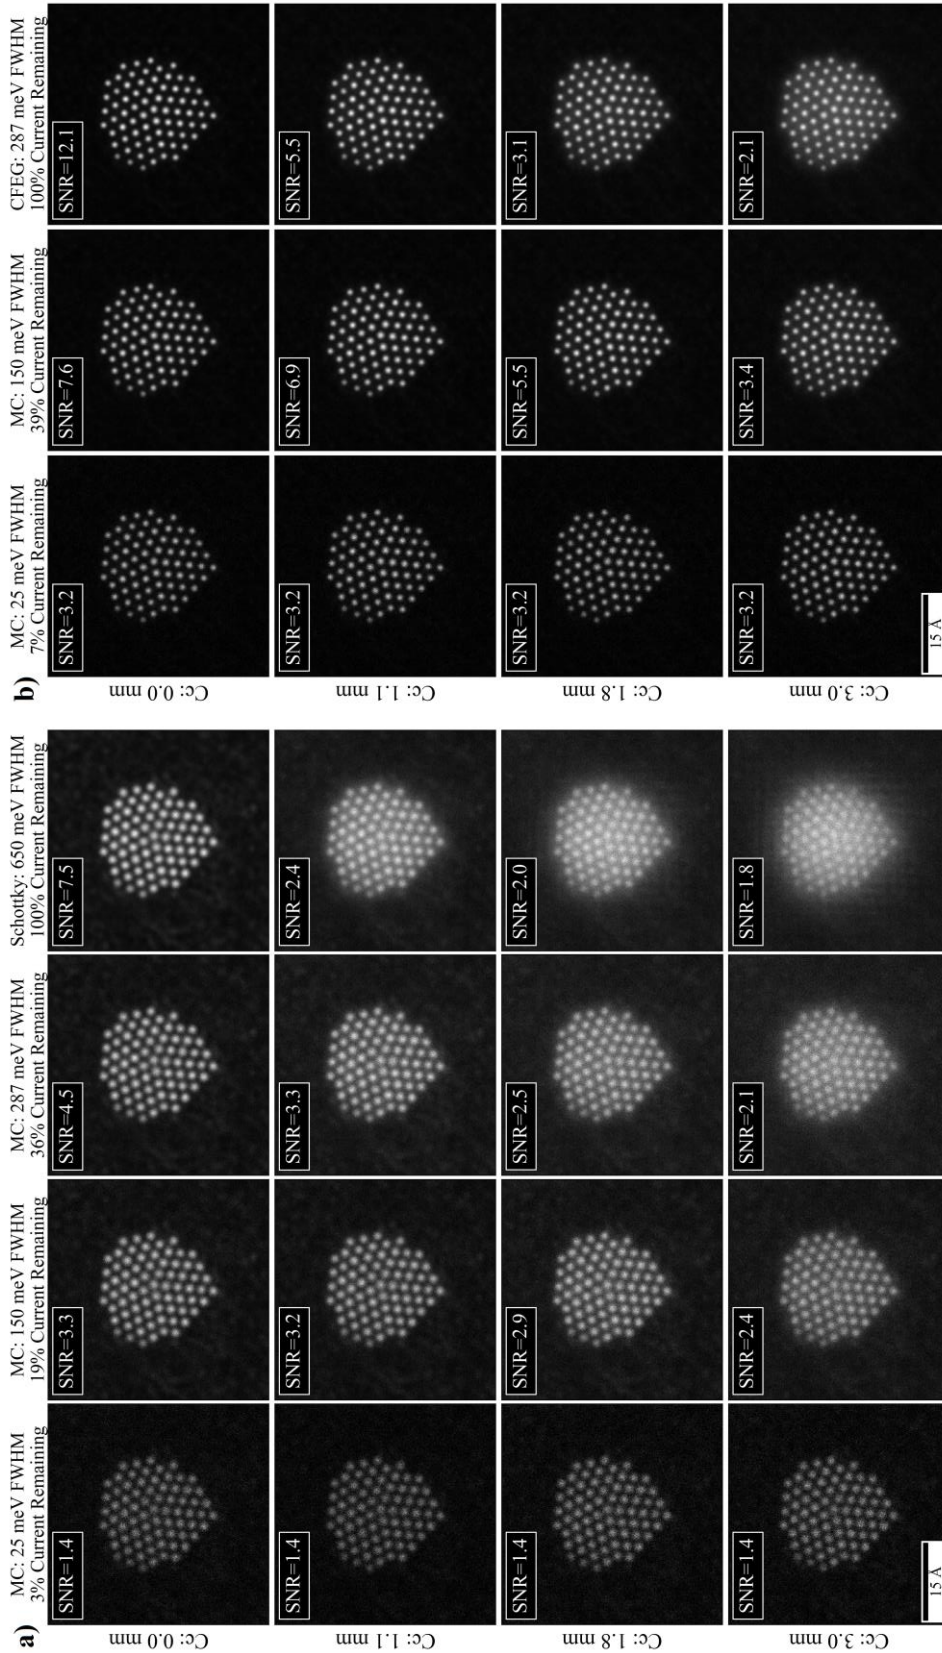 a)
MC: 25 meV FWHM
3% Current Remaining
MC: 150 meV FWHM
19% Current Remaining
MC: 287 meV FWHM
36% Current Remaining
Schottky: 650 meV FWHM
100% Current Remaining
Cc: 0.0 mm
SNR=1.4
SNR=3.3
SNR=4.5
SNR=7.5
Cc: 1.1 mm
SNR=1.4
SNR=3.2
SNR=3.3
SNR=2.4
Cc: 1.8 mm
SNR=1.4
SNR=2.9
SNR=2.5
SNR=2.0
Cc: 3.0 mm
SNR=1.4
SNR=2.4
SNR=2.1
SNR=1.8
15 Å
b)
MC: 25 meV FWHM
7% Current Remaining
MC: 150 meV FWHM
39% Current Remaining
CFEG: 287 meV FWHM
100% Current Remaining
Cc: 0.0 mm
SNR=3.2
SNR=7.6
SNR=12.1
Cc: 1.1 mm
SNR=3.2
SNR=6.9
SNR=5.5
Cc: 1.8 mm
SNR=3.2
SNR=5.5
SNR=3.1
Cc: 3.0 mm
SNR=3.2
SNR=3.4
SNR=2.1
15 Å